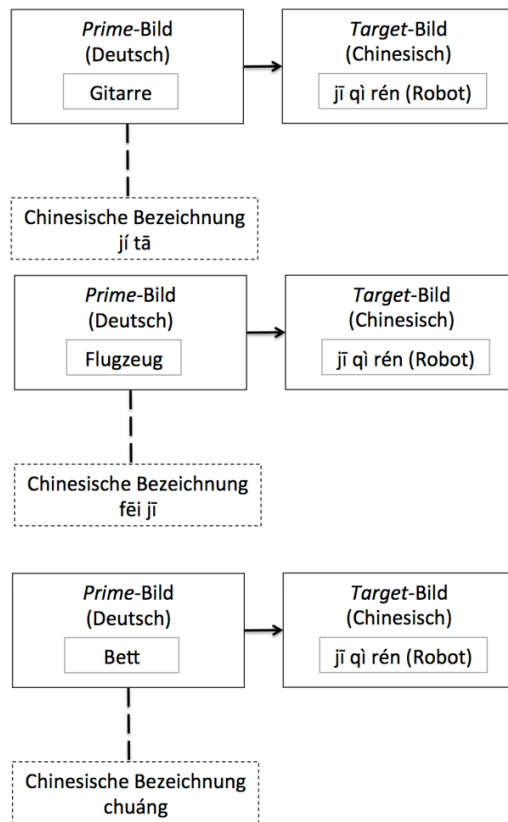 Prime-Bild
(Deutsch)
Gitarre
Target-Bild
(Chinesisch)
jī qì rén (Robot)
Chinesische Bezeichnung
jí tā
Prime-Bild
(Deutsch)
Flugzeug
Target-Bild
(Chinesisch)
jī qì rén (Robot)
Chinesische Bezeichnung
fēi jī
Prime-Bild
(Deutsch)
Bett
Target-Bild
(Chinesisch)
jī qì rén (Robot)
Chinesische Bezeichnung
chuáng